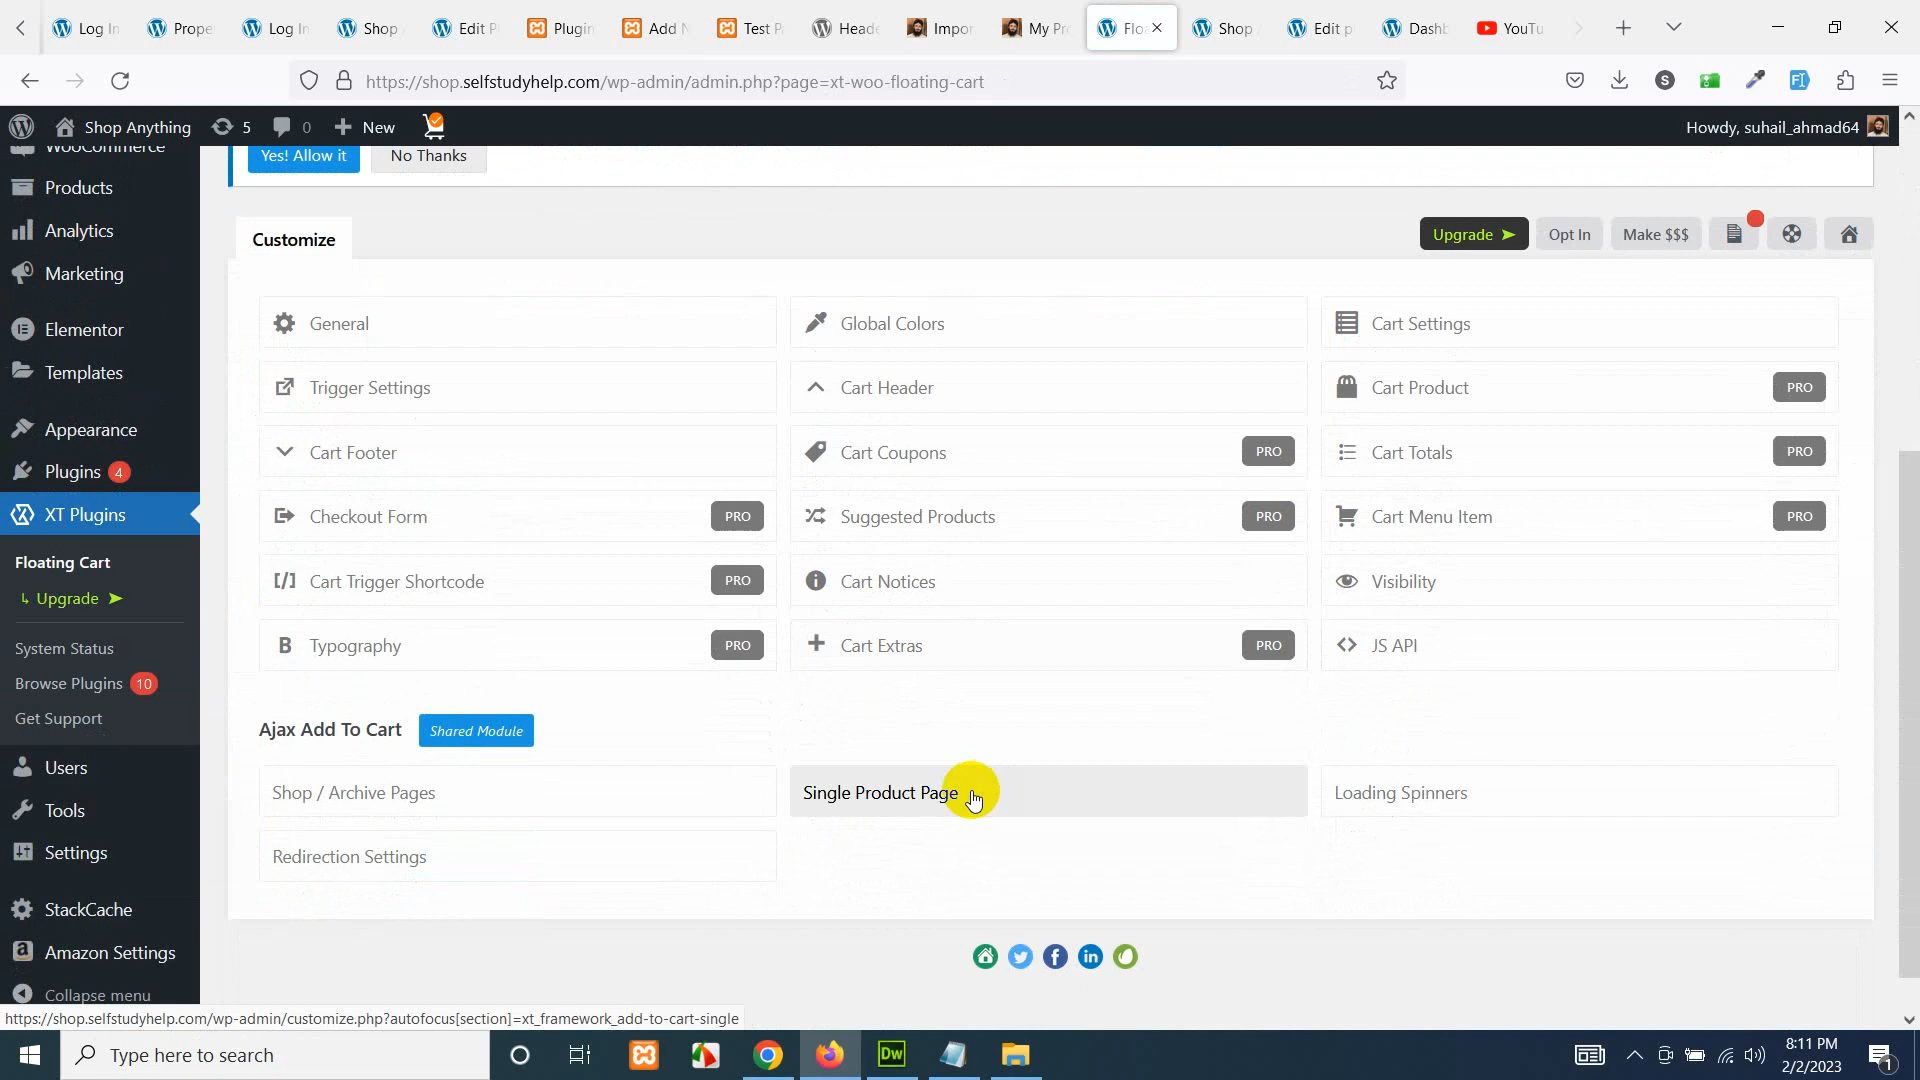 Log In
Prope
Log In
Shop
Edit P
Plugin
Add N
Test P
Heade
Impor
My Pr
Flo
Shop
Edit p
Dashb
YouTu
https://shop.selfstudyhelp.com/wp-admin/admin.php?page=xt-woo-floating-cart
Shop Anything
5
0
New
Howdy, suhail_ahmad64
WooCommerce
Products
Analytics
Marketing
Elementor
Templates
Appearance
Plugins 4
XT Plugins
Floating Cart
↳ Upgrade ➤
System Status
Browse Plugins 10
Get Support
Users
Tools
Settings
StackCache
Amazon Settings
Collapse menu
Yes! Allow it
No Thanks
Customize
Upgrade ➤
Opt In
Make $$$
General
Global Colors
Cart Settings
Trigger Settings
Cart Header
Cart Product PRO
Cart Footer
Cart Coupons PRO
Cart Totals PRO
Checkout Form PRO
Suggested Products PRO
Cart Menu Item PRO
[/] Cart Trigger Shortcode PRO
Cart Notices
Visibility
B Typography PRO
Cart Extras PRO
JS API
Ajax Add To Cart
Shared Module
Shop / Archive Pages
Single Product Page
Loading Spinners
Redirection Settings
https://shop.selfstudyhelp.com/wp-admin/customize.php?autofocus[section]=xt_framework_add-to-cart-single
Type here to search
Dw
8:11 PM
2/2/2023
1